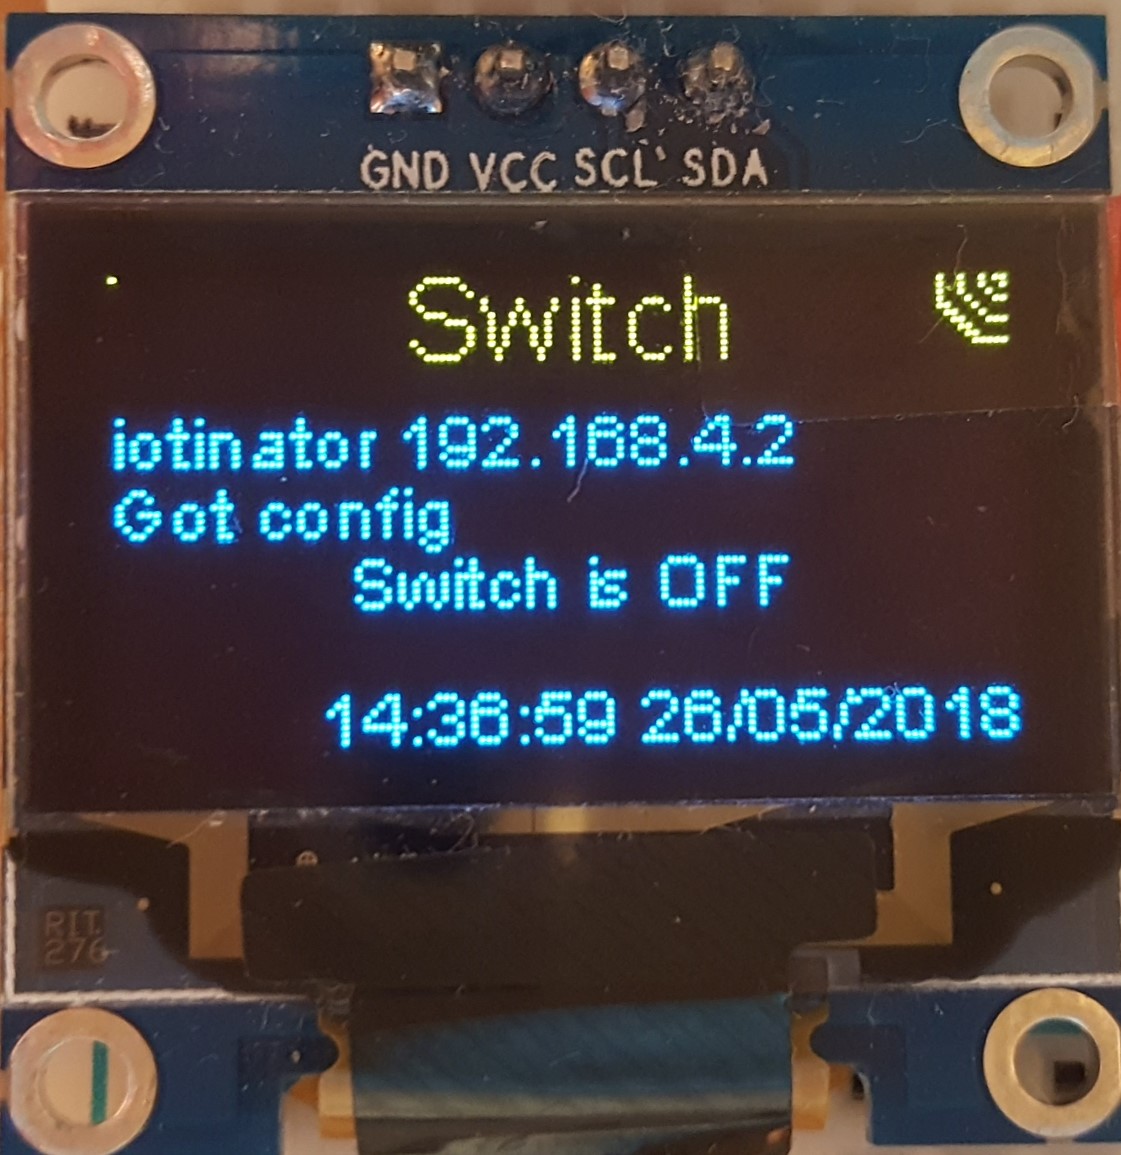 GND VCC SCL SDA
Switch
iotinator 192.168.4.2
Got config
Switch is OFF
14:36:59 26/05/2018
RIT
276